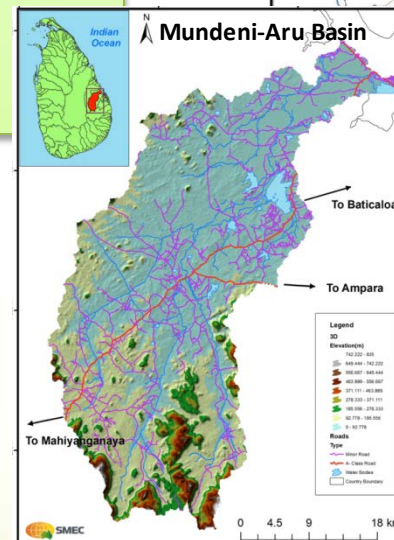 Indian
Ocean
N
Mundeni-Aru Basin
To Baticaloa
To Ampara
To Mahiyanganaya
Legend
3D
Elevation(m)
742.222 - 835
649.444 - 742.222
556.667 - 649.444
463.889 - 556.667
371.111 - 463.889
278.333 - 371.111
185.556 - 278.333
92.778 - 185.556
0 - 92.778
Roads
Type
Minor Road
A- Class Road
Water Bodies
Country Boundary
SMEC
0 4.5 9 18 km